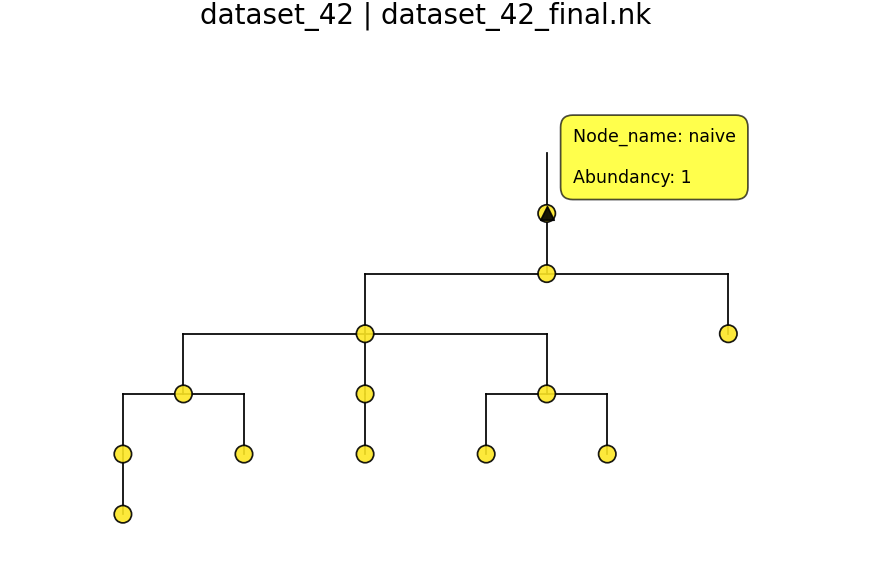 dataset_42 | dataset_42_final.nk
Node_name: naive
Abundancy: 1